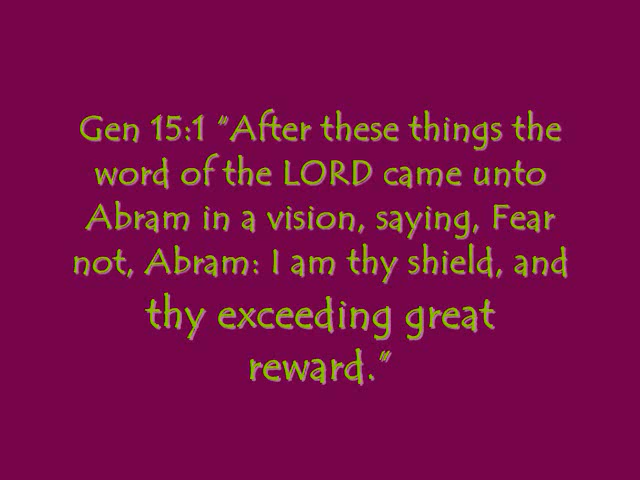 Gen 15:1 “After these things the
word of the LORD came unto
Abram in a vision, saying, Fear
not, Abram: I am thy shield, and
thy exceeding great
reward.”